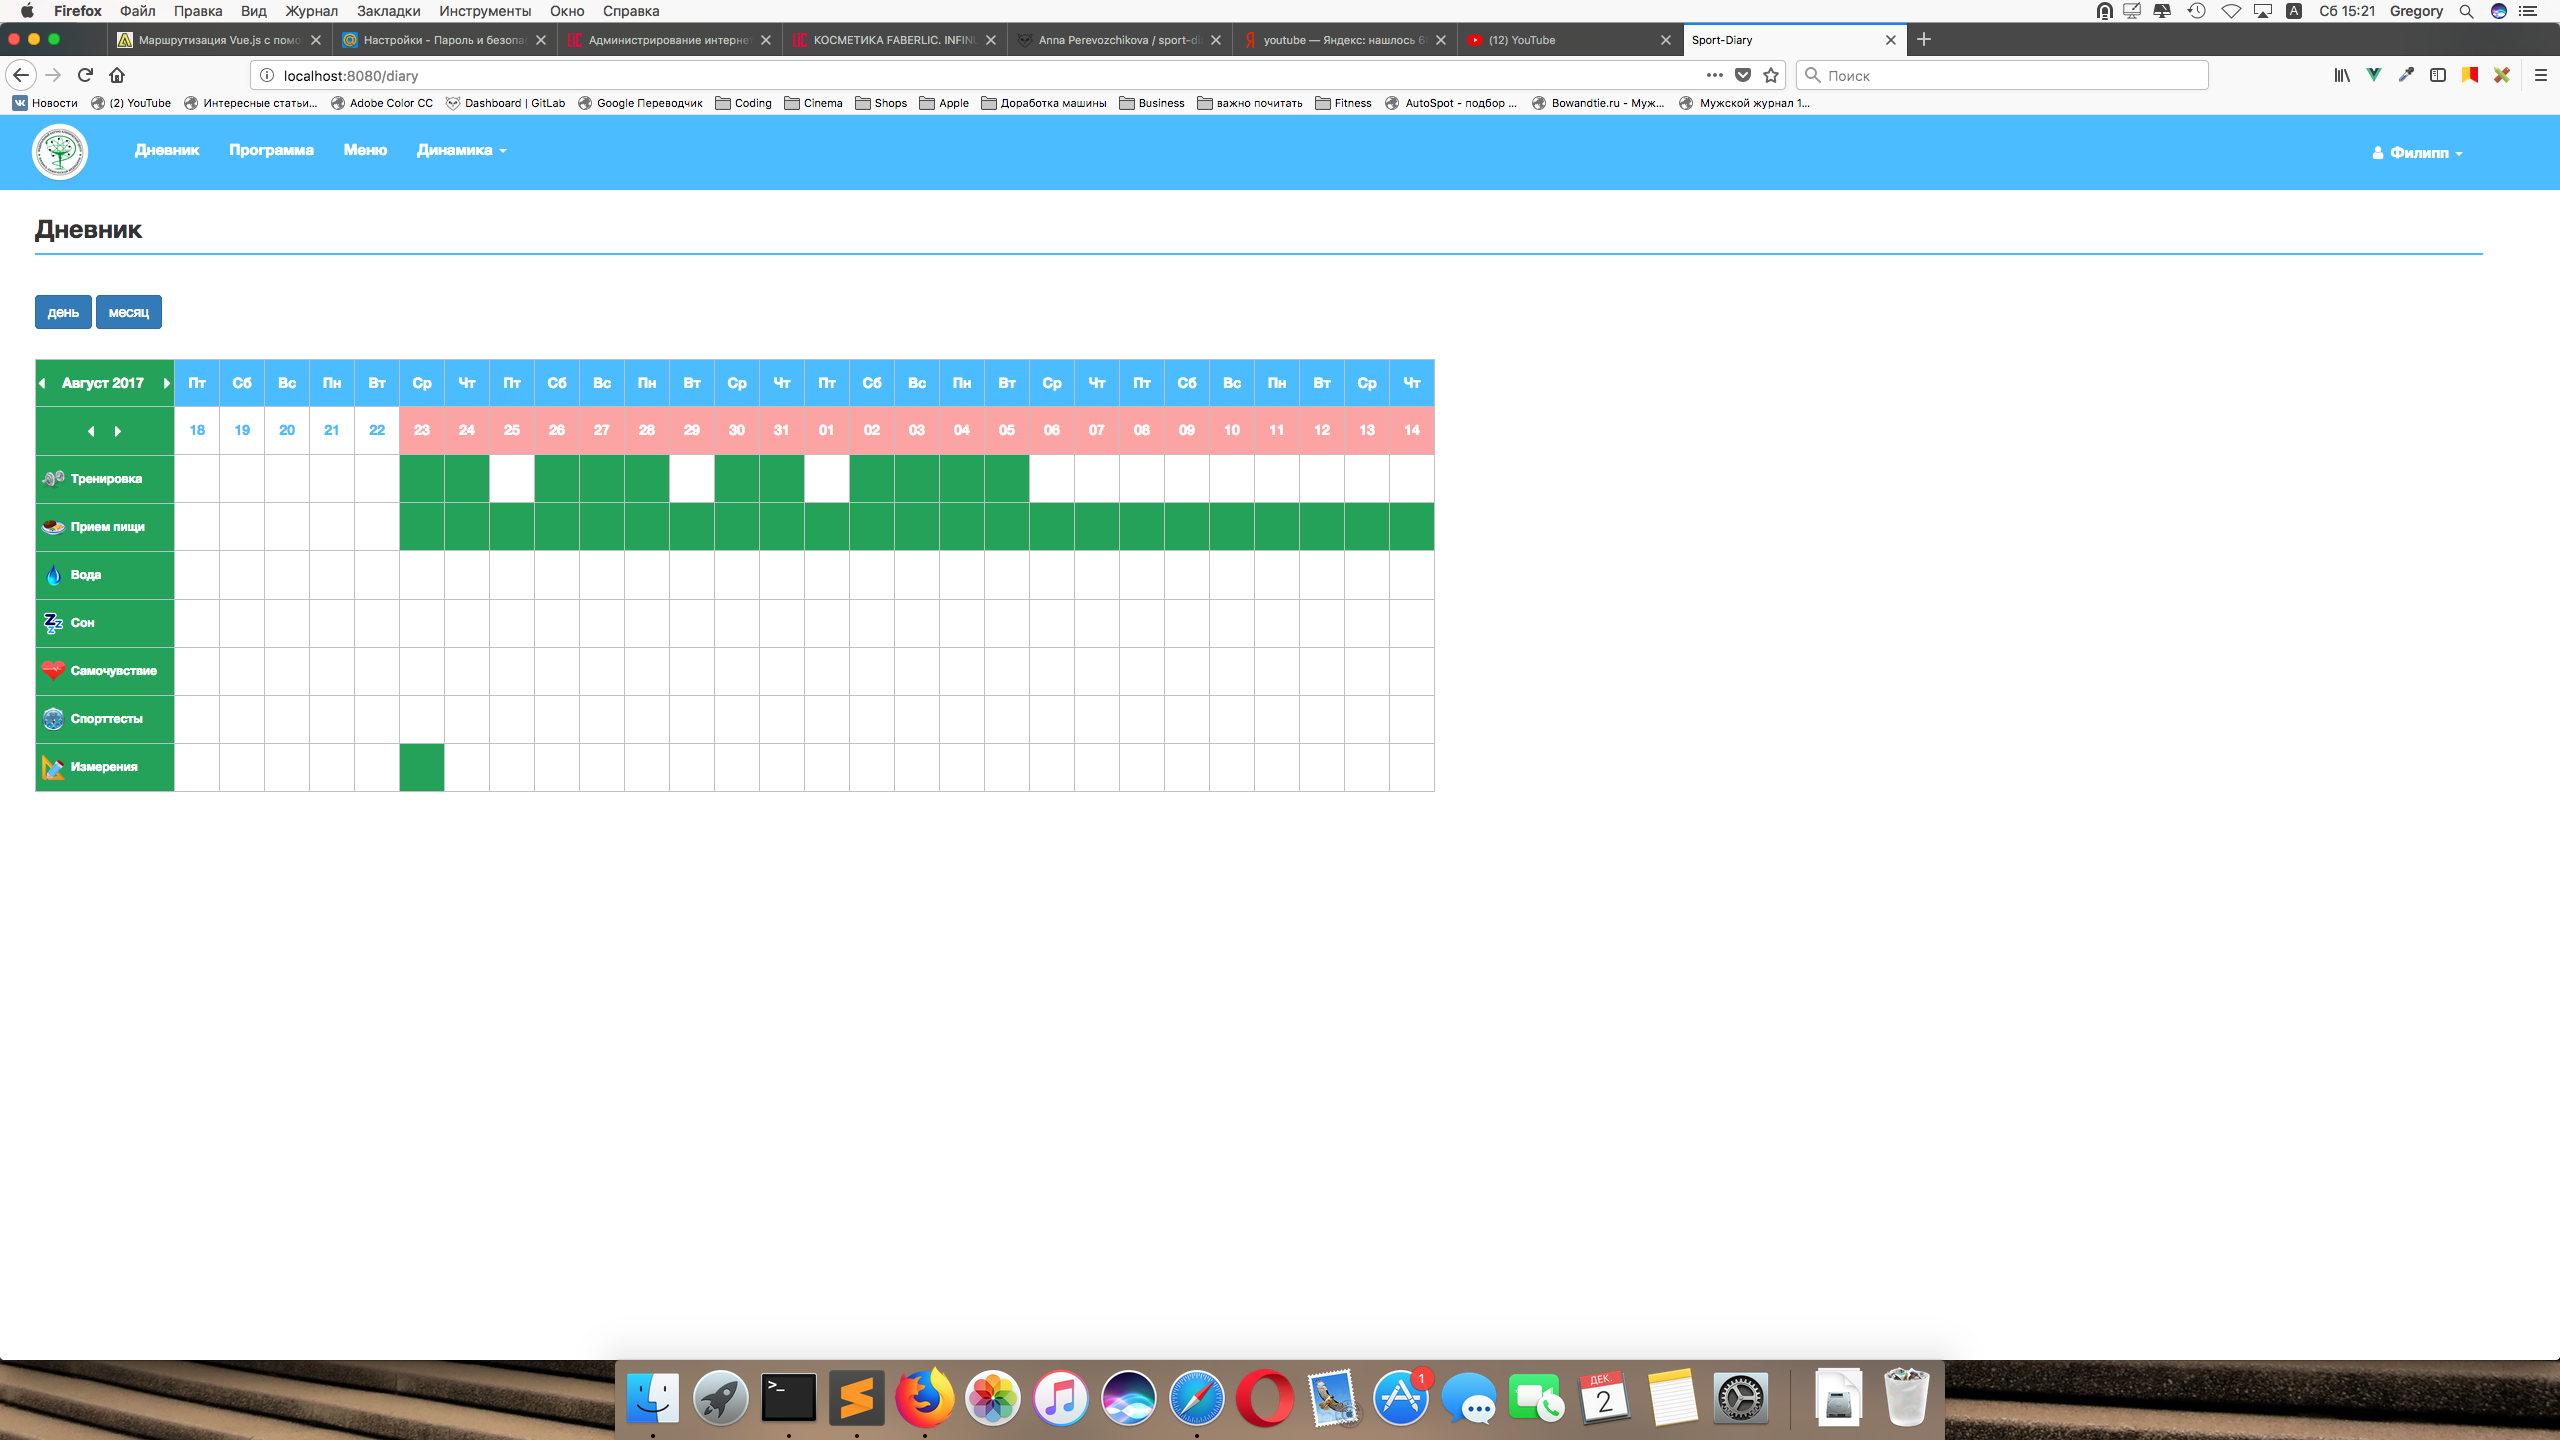 Firefox Файл Правка Вид Журнал Закладки Инструменты Окно Справка A Сб 15:21 Gregory
Маршрутизация Vue.js с помо Настройки - Пароль и безопа Администрирование интернет КОСМЕТИКА FABERLIC. INFINI Anna Perevozchikova / sport-di youtube — Яндекс: нашлось 6 (12) YouTube Sport-Diary
localhost:8080/diary Поиск
Новости (2) YouTube Интересные статьи... Adobe Color CC Dashboard | GitLab Google Переводчик Coding Cinema Shops Apple Доработка машины Business важно почитать Fitness AutoSpot - подбор ... Bowandtie.ru - Муж... Мужской журнал 1...
Дневник Программа Меню Динамика Филипп
Дневник
день месяц
Август 2017 Пт Сб Вс Пн Вт Ср Чт Пт Сб Вс Пн Вт Ср Чт Пт Сб Вс Пн Вт Ср Чт Пт Сб Вс Пн Вт Ср Чт
18 19 20 21 22 23 24 25 26 27 28 29 30 31 01 02 03 04 05 06 07 08 09 10 11 12 13 14
Тренировка
Прием пищи
Вода
Сон
Самочувствие
Спорттесты
Измерения
ДЕК.
2
1